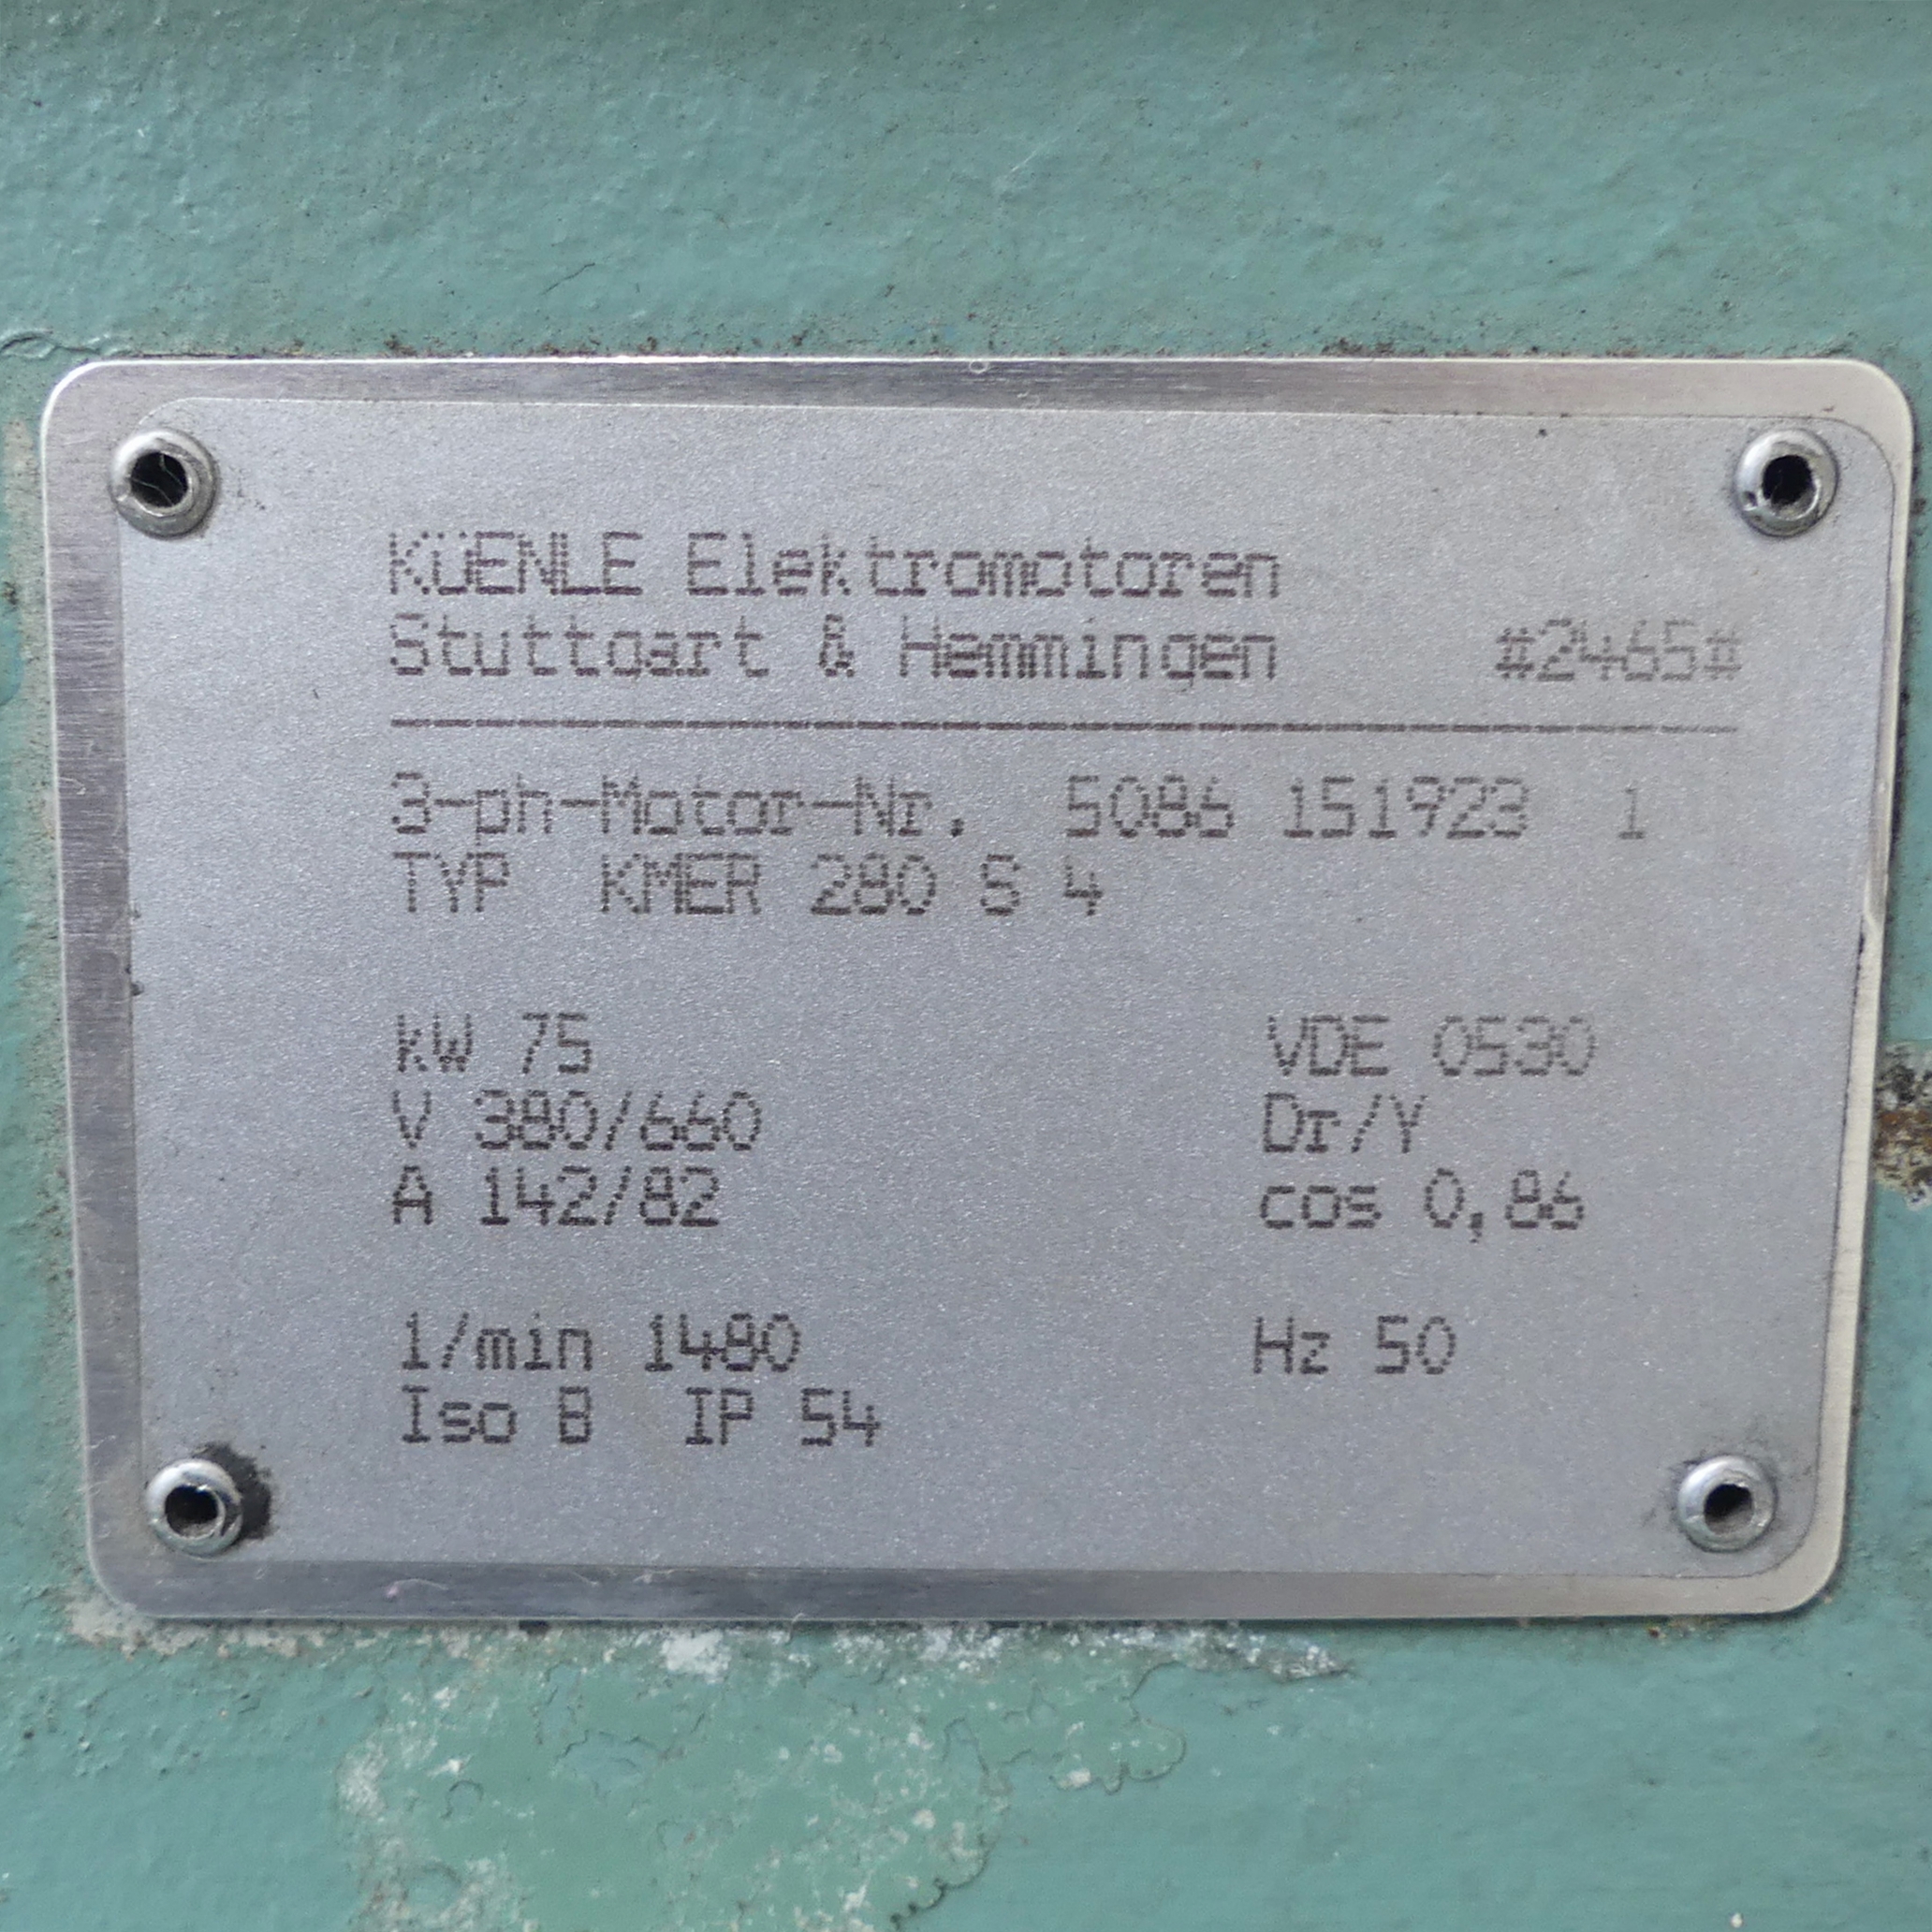 KÜENLE Elektromotoren
Stuttgart & Hemmingen #2465#
3-ph-Motor-Nr. 5086 151923 1
TYP KMER 280 S 4
kW 75 VDE 0530
V 380/660 Dr/Y
A 142/82 cos 0,86
1/min 1480 Hz 50
Iso B IP 54